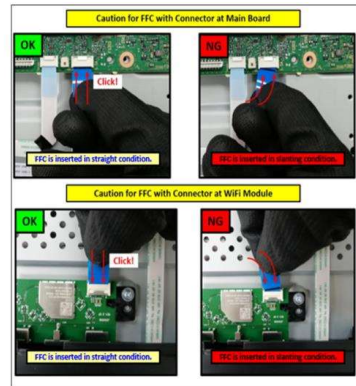 Caution for FFC with Connector at Main Board
OK
NG
Click!
FFC is inserted in straight condition.
FFC is inserted in slanting condition.
Caution for FFC with Connector at WiFi Module
OK
NG
Click!
FFC is inserted in straight condition.
FFC is inserted in slanting condition.